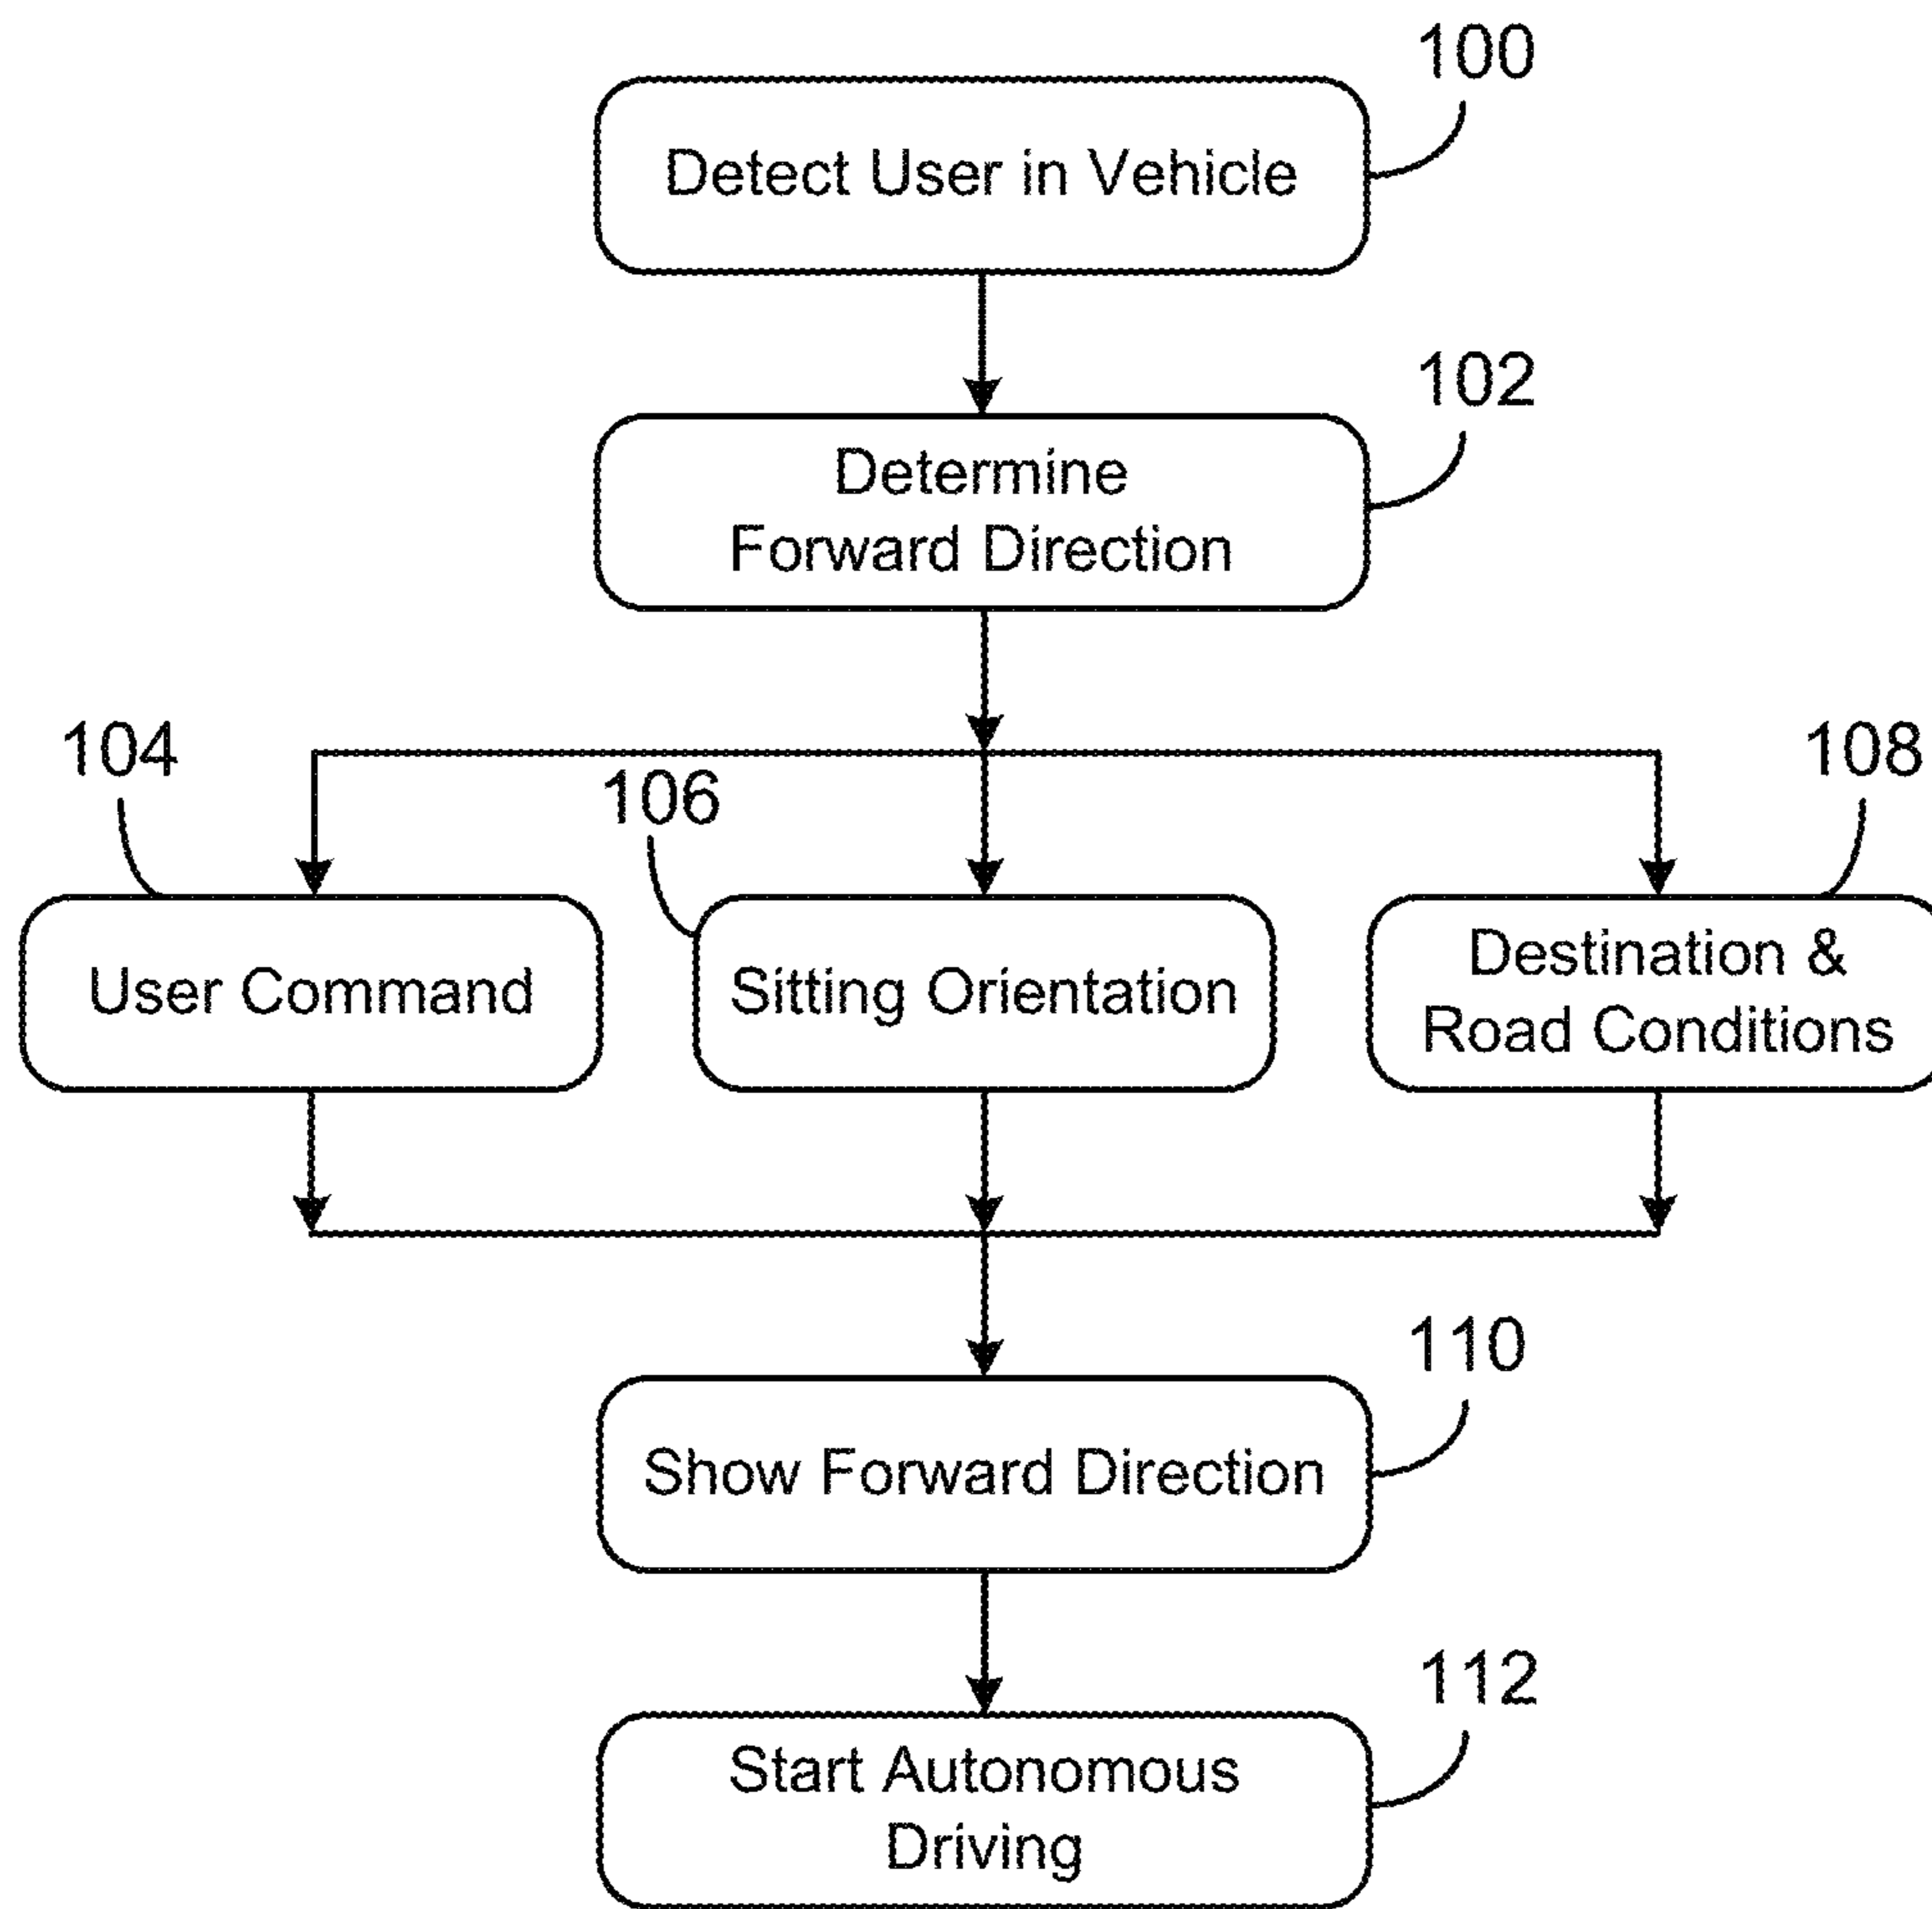 100
Detect User in Vehicle
102
Determine
Forward Direction
104
106
108
User Command
Sitting Orientation
Destination &
Road Conditions
110
Show Forward Direction
112
Start Autonomous
Driving